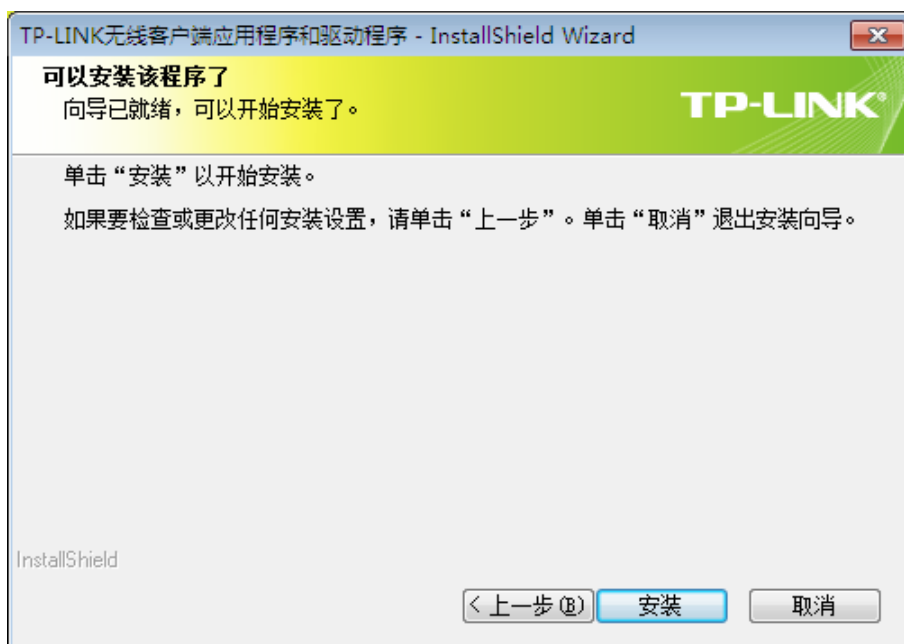 TP-LINK无线客户端应用程序和驱动程序 - InstallShield Wizard
可以安装该程序了
向导已就绪，可以开始安装了。
TP-LINK®
单击“安装”以开始安装。
如果要检查或更改任何安装设置，请单击“上一步”。单击“取消”退出安装向导。
InstallShield
< 上一步(B) 安装 取消